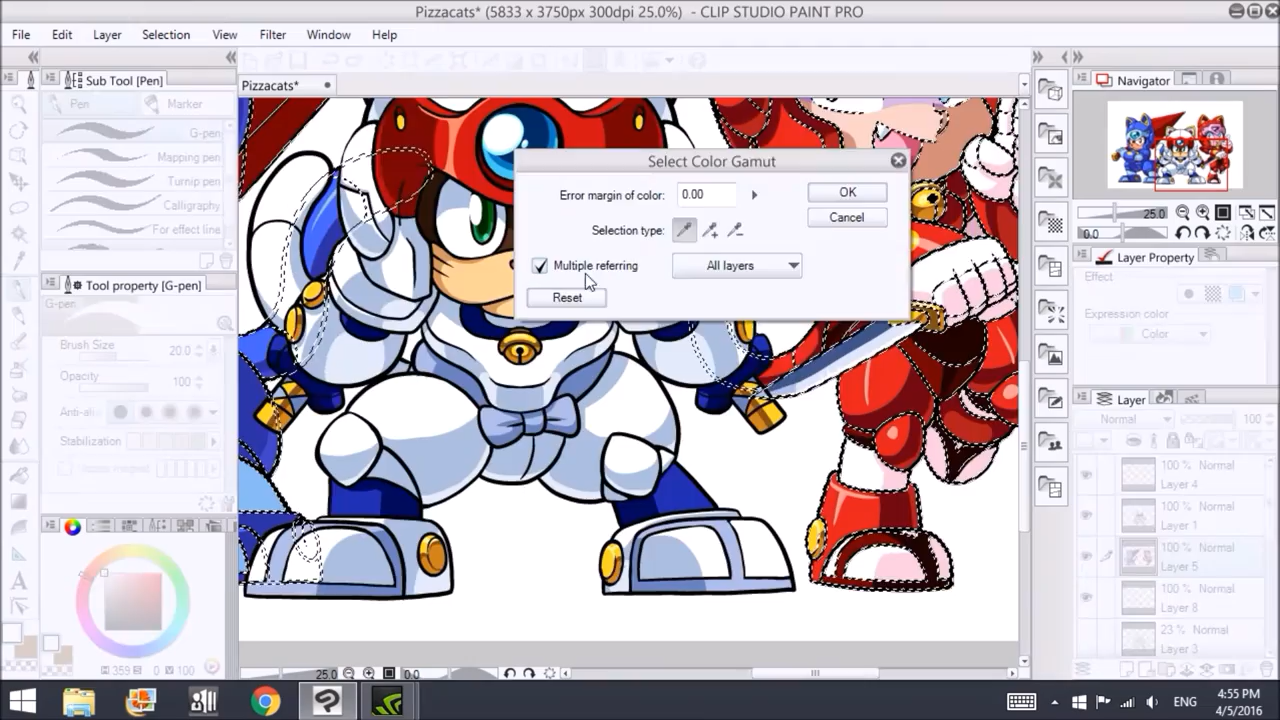 Pizzacats* (5833 x 3750px 300dpi 25.0%) - CLIP STUDIO PAINT PRO
File Edit Layer Selection View Filter Window Help
Sub Tool [Pen]
Pizzacats*
Navigator
Pen Marker
G-pen
Mapping pen
Turnip pen
Calligraphy
For effect line
Select Color Gamut
Error margin of color: 0.00
OK
Selection type:
Cancel
Multiple referring
All layers
Reset
25.0
0.0
Tool property [G-pen]
G-pen
Brush Size 20.0
Opacity 100
Anti-ali
Stabilization
Layer Property
Effect
Expression color
Color
Layer
Normal 100
100 % Normal
Layer 4
100 % Normal
Layer 1
100 % Normal
Layer 5
100 % Normal
Layer 8
23 % Normal
Layer 3
359 0 100
25.0 0.0
ENG
4:55 PM
4/5/2016